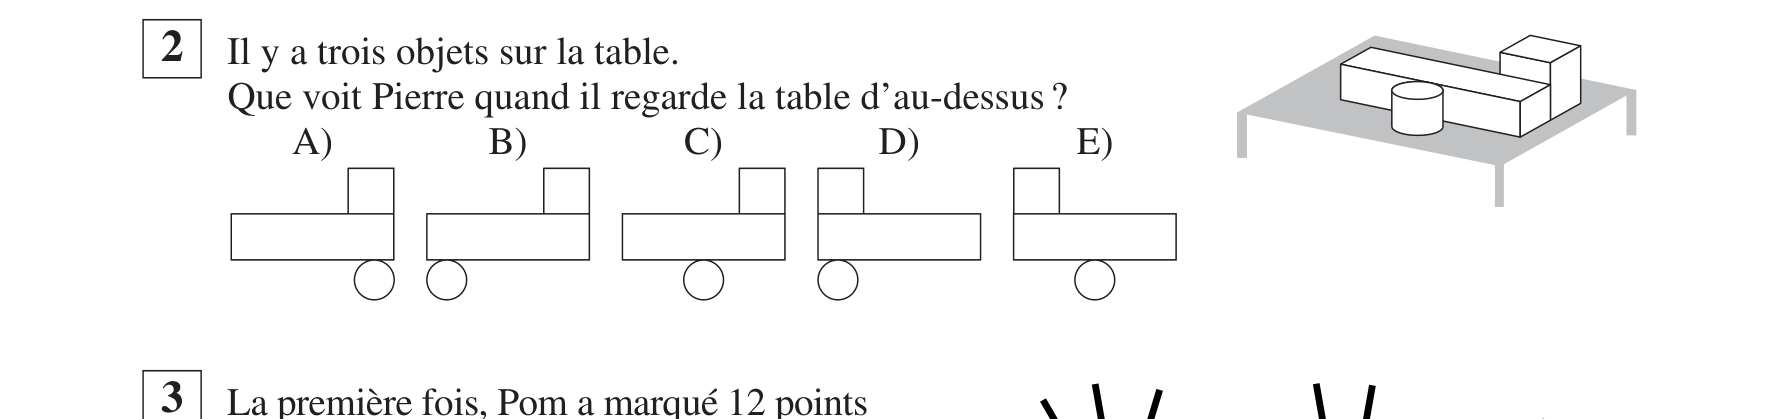 2 Il y a trois objets sur la table.
Que voit Pierre quand il regarde la table d’au-dessus ?
A) B) C) D) E)
3 La première fois, Pom a marqué 12 points